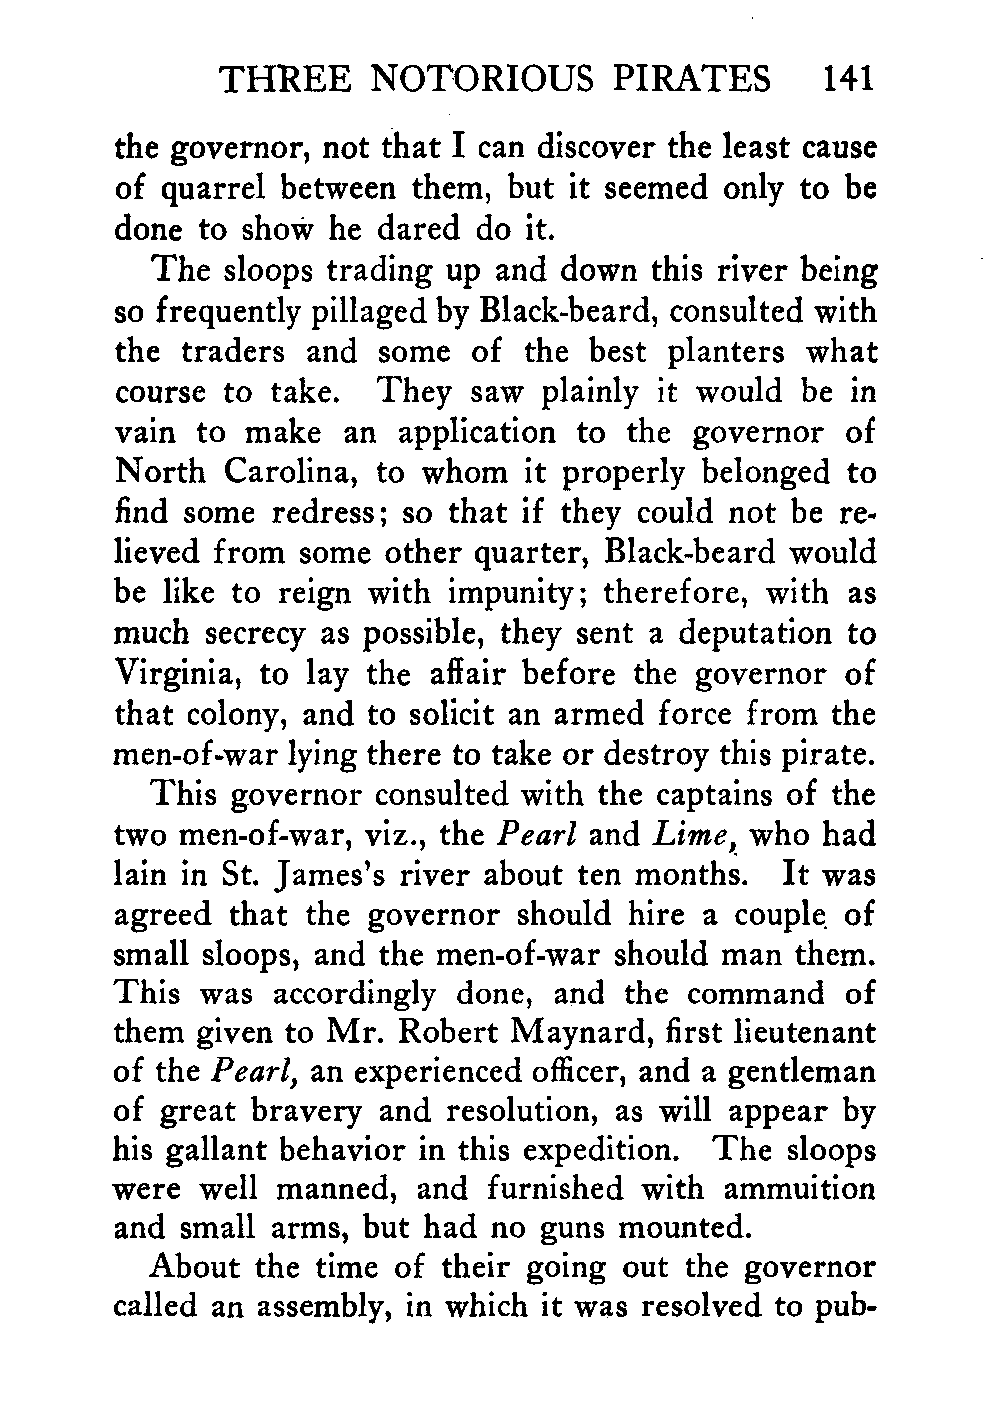 THREE NOTORIOUS PIRATES 141
the governor, not that I can discover the least cause
of quarrel between them, but it seemed only to be
done to show he dared do it.
The sloops trading up and down this river being
so frequently pillaged by Black-beard, consulted with
the traders and some of the best planters what
course to take. They saw plainly it would be in
vain to make an application to the governor of
North Carolina, to whom it properly belonged to
find some redress; so that if they could not be re-
lieved from some other quarter, Black-beard would
be like to reign with impunity; therefore, with as
much secrecy as possible, they sent a deputation to
Virginia, to lay the affair before the governor of
that colony, and to solicit an armed force from the
men-of-war lying there to take or destroy this pirate.
This governor consulted with the captains of the
two men-of-war, viz., the Pearl and Lime, who had
lain in St. James's river about ten months. It was
agreed that the governor should hire a couple of
small sloops, and the men-of-war should man them.
This was accordingly done, and the command of
them given to Mr. Robert Maynard, first lieutenant
of the Pearl, an experienced officer, and a gentleman
of great bravery and resolution, as will appear by
his gallant behavior in this expedition. The sloops
were well manned, and furnished with ammuition
and small arms, but had no guns mounted.
About the time of their going out the governor
called an assembly, in which it was resolved to pub-